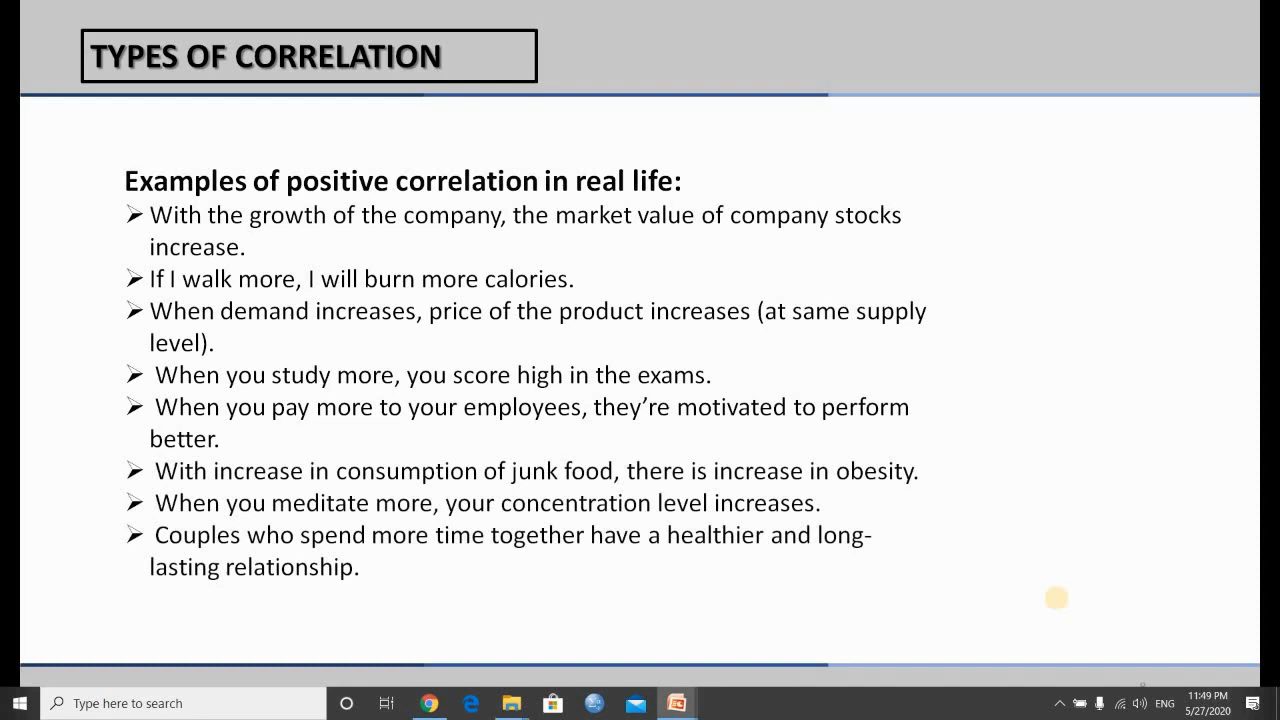 TYPES OF CORRELATION
Examples of positive correlation in real life:
➢ With the growth of the company, the market value of company stocks
increase.
➢ If I walk more, I will burn more calories.
➢ When demand increases, price of the product increases (at same supply
level).
➢ When you study more, you score high in the exams.
➢ When you pay more to your employees, they’re motivated to perform
better.
➢ With increase in consumption of junk food, there is increase in obesity.
➢ When you meditate more, your concentration level increases.
➢ Couples who spend more time together have a healthier and long-
lasting relationship.
Type here to search
ENG
11:49 PM
5/27/2020